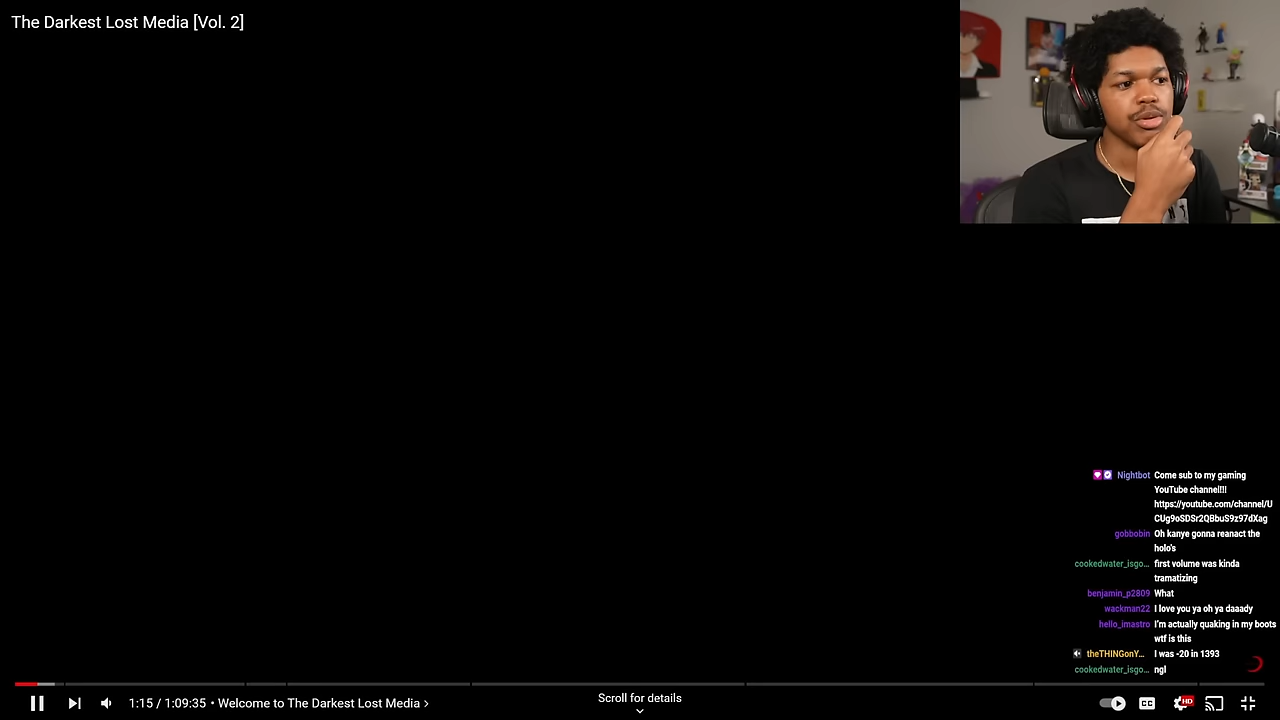 The Darkest Lost Media [Vol. 2]
Nightbot Come sub to my gaming
YouTube channel!!!
https://youtube.com/channel/U
CUg9oSDSr2QBbuS9z97dXag
gobbobin Oh kanye gonna reanact the
holo's
cookedwater_isgo... first volume was kinda
tramatizing
benjamin_p2809 What
wackman22 I love you ya oh ya daaady
hello_imastro I'm actually quaking in my boots
wtf is this
theTHINGonY... I was -20 in 1393
cookedwater_isgo... ngl
1:15 / 1:09:35 • Welcome to The Darkest Lost Media
Scroll for details
CC
HD